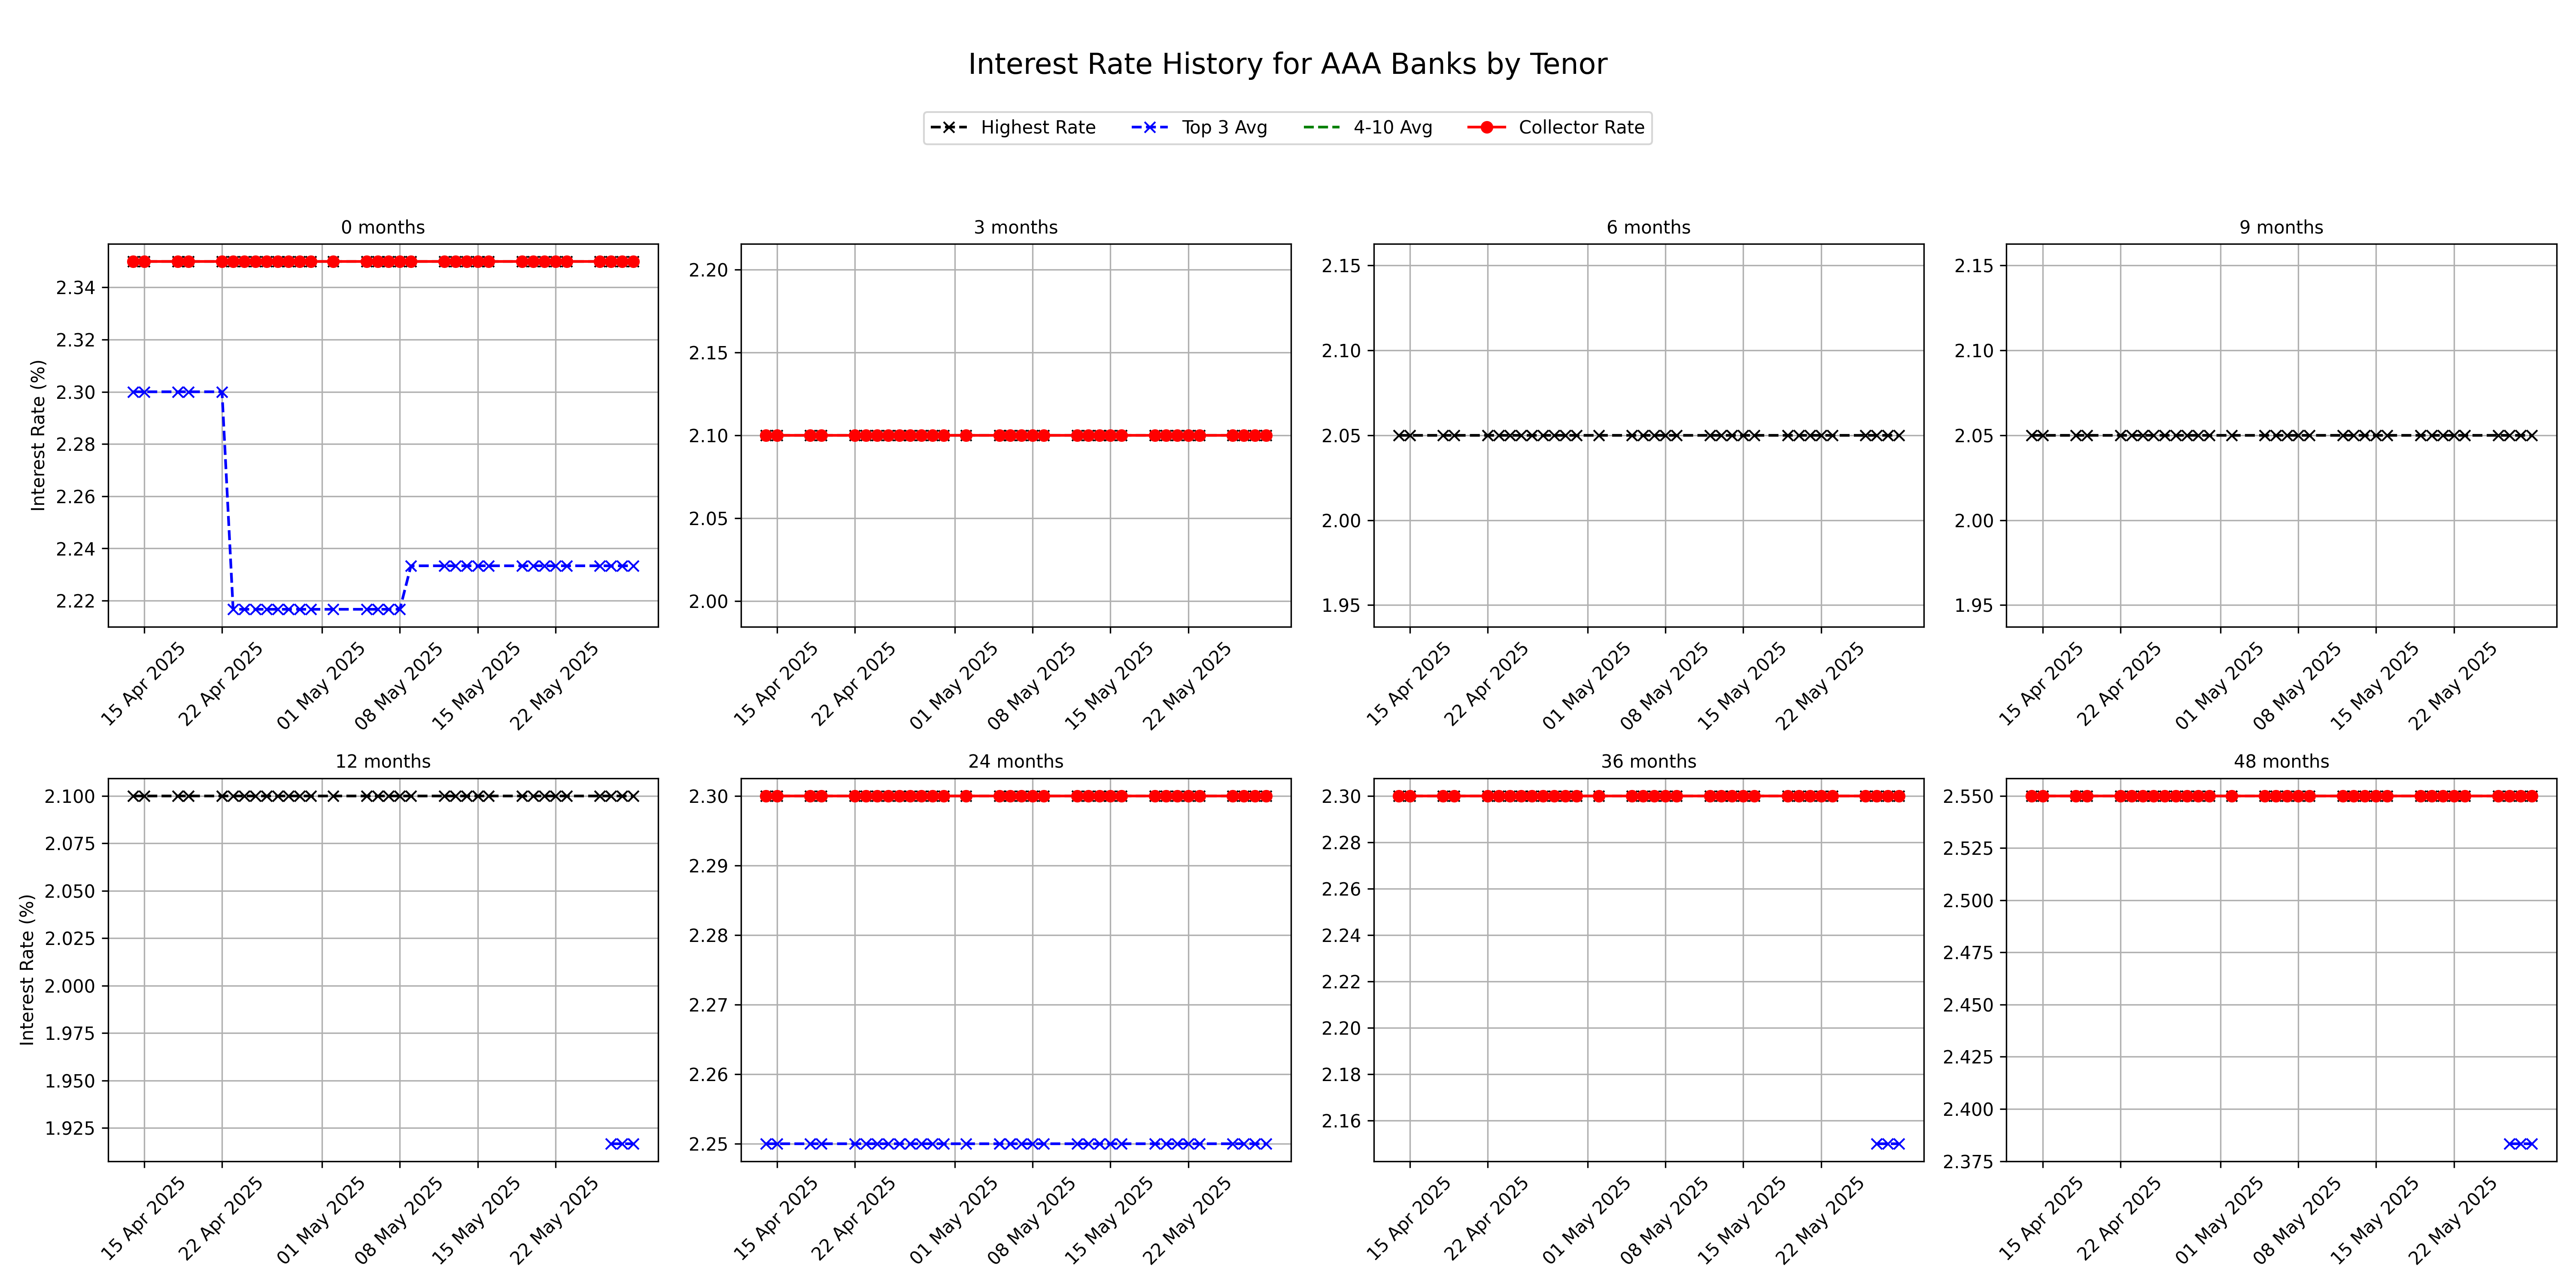 Interest Rate History for AAA Banks by Tenor
Highest Rate Top 3 Avg 4-10 Avg Collector Rate
0 months
Interest Rate (%)
2.34
2.32
2.30
2.28
2.26
2.24
2.22
15 Apr 2025
22 Apr 2025
01 May 2025
08 May 2025
15 May 2025
22 May 2025
3 months
2.20
2.15
2.10
2.05
2.00
15 Apr 2025
22 Apr 2025
01 May 2025
08 May 2025
15 May 2025
22 May 2025
6 months
2.15
2.10
2.05
2.00
1.95
15 Apr 2025
22 Apr 2025
01 May 2025
08 May 2025
15 May 2025
22 May 2025
9 months
2.15
2.10
2.05
2.00
1.95
15 Apr 2025
22 Apr 2025
01 May 2025
08 May 2025
15 May 2025
22 May 2025
12 months
Interest Rate (%)
2.100
2.075
2.050
2.025
2.000
1.975
1.950
1.925
15 Apr 2025
22 Apr 2025
01 May 2025
08 May 2025
15 May 2025
22 May 2025
24 months
2.30
2.29
2.28
2.27
2.26
2.25
15 Apr 2025
22 Apr 2025
01 May 2025
08 May 2025
15 May 2025
22 May 2025
36 months
2.30
2.28
2.26
2.24
2.22
2.20
2.18
2.16
15 Apr 2025
22 Apr 2025
01 May 2025
08 May 2025
15 May 2025
22 May 2025
48 months
2.550
2.525
2.500
2.475
2.450
2.425
2.400
2.375
15 Apr 2025
22 Apr 2025
01 May 2025
08 May 2025
15 May 2025
22 May 2025